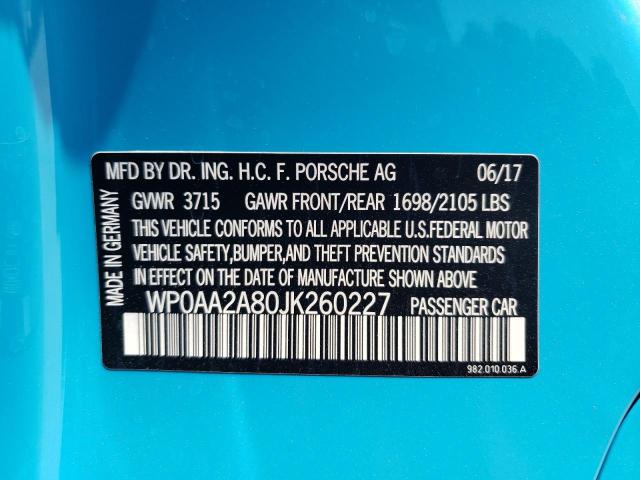 MFD BY DR. ING. H.C. F. PORSCHE AG 06/17
GVWR 3715 GAWR FRONT/REAR 1698/2105 LBS
THIS VEHICLE CONFORMS TO ALL APPLICABLE U.S.FEDERAL MOTOR
VEHICLE SAFETY,BUMPER,AND THEFT PREVENTION STANDARDS
IN EFFECT ON THE DATE OF MANUFACTURE SHOWN ABOVE
WP0AA2A80JK260227 PASSENGER CAR
MADE IN GERMANY
982.010.036.A